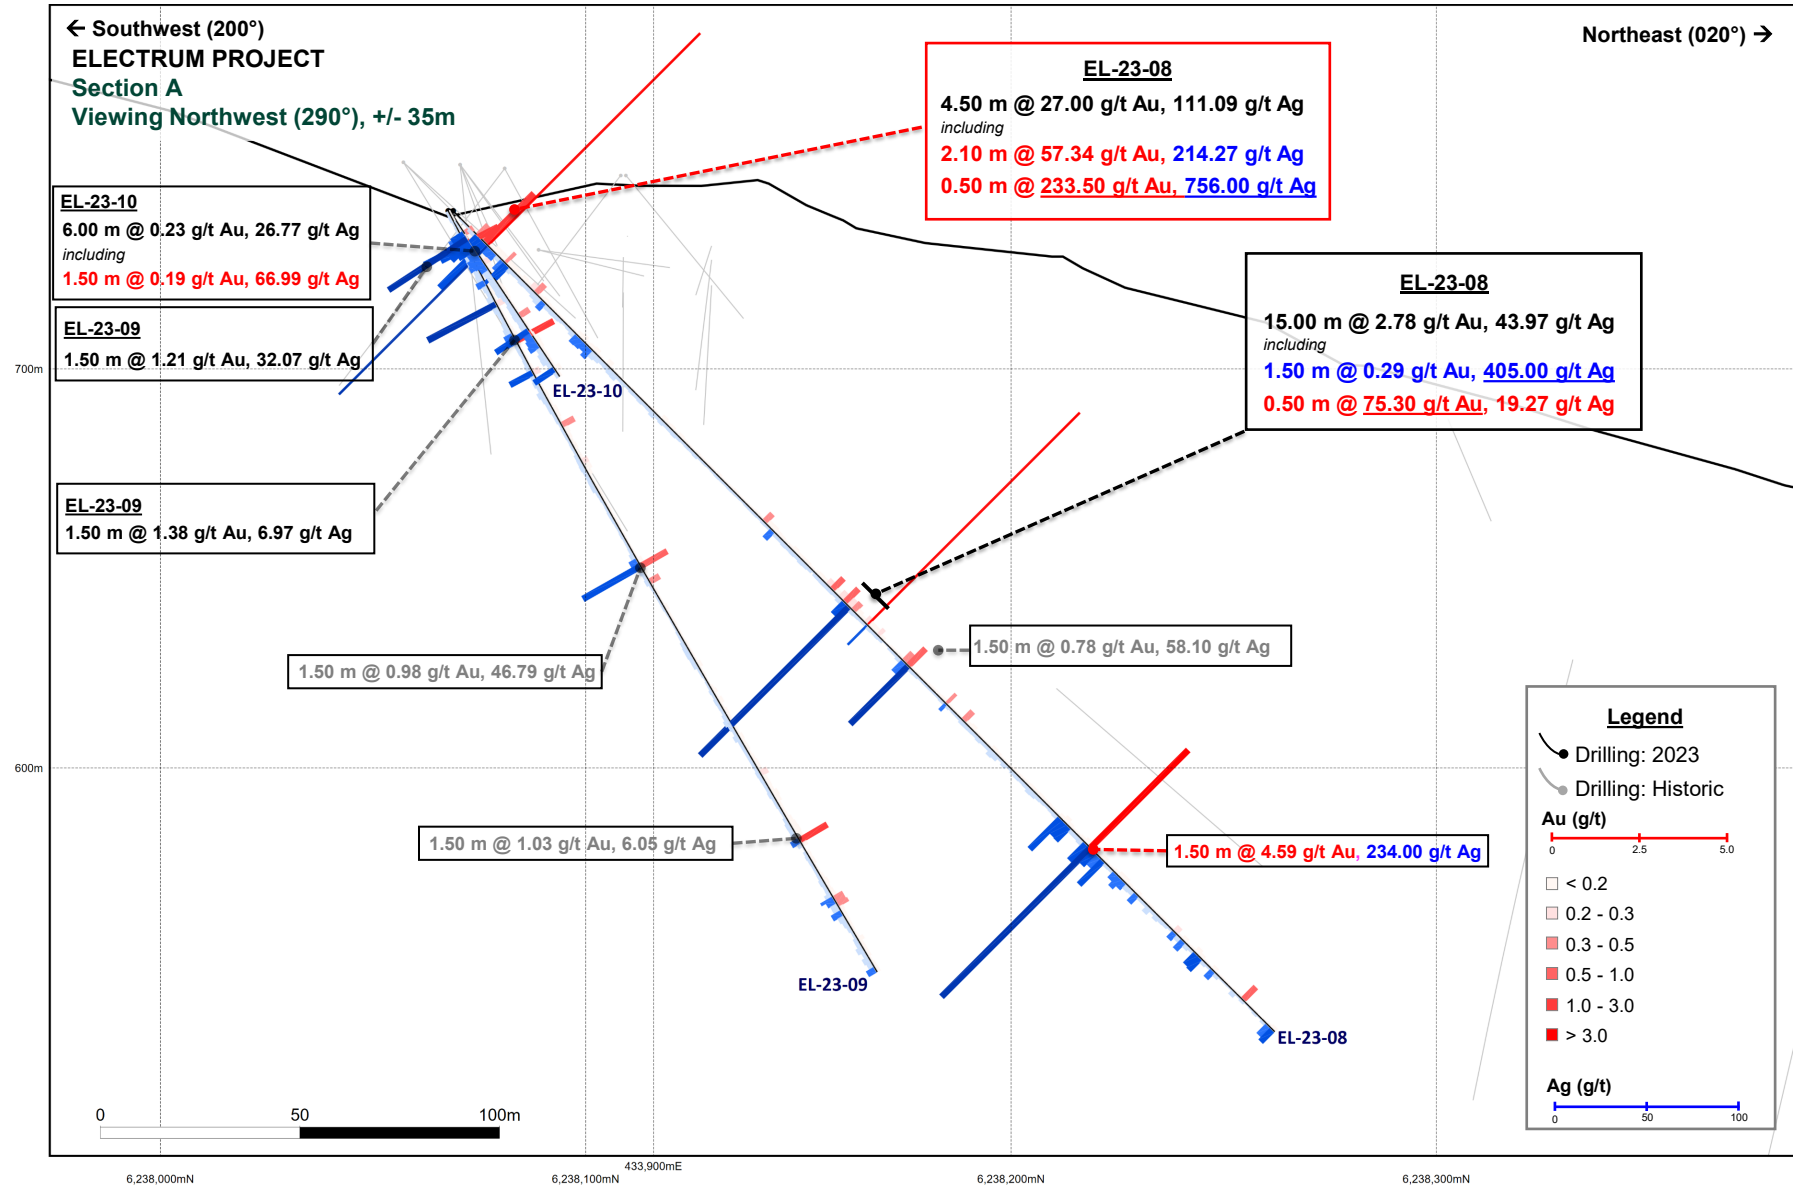 ← Southwest (200°)
Northeast (020°) →
ELECTRUM PROJECT
Section A
Viewing Northwest (290°), +/- 35m
EL-23-08
4.50 m @ 27.00 g/t Au, 111.09 g/t Ag
including
2.10 m @ 57.34 g/t Au, 214.27 g/t Ag
0.50 m @ 233.50 g/t Au, 756.00 g/t Ag
EL-23-10
6.00 m @ 0.23 g/t Au, 26.77 g/t Ag
including
1.50 m @ 0.19 g/t Au, 66.99 g/t Ag
EL-23-08
15.00 m @ 2.78 g/t Au, 43.97 g/t Ag
including
1.50 m @ 0.29 g/t Au, 405.00 g/t Ag
0.50 m @ 75.30 g/t Au, 19.27 g/t Ag
EL-23-09
1.50 m @ 1.21 g/t Au, 32.07 g/t Ag
700m
EL-23-10
EL-23-09
1.50 m @ 1.38 g/t Au, 6.97 g/t Ag
1.50 m @ 0.98 g/t Au, 46.79 g/t Ag
1.50 m @ 0.78 g/t Au, 58.10 g/t Ag
600m
1.50 m @ 1.03 g/t Au, 6.05 g/t Ag
1.50 m @ 4.59 g/t Au, 234.00 g/t Ag
EL-23-09
EL-23-08
Legend
Drilling: 2023
Drilling: Historic
Au (g/t)
0 2.5 5.0
< 0.2
0.2 - 0.3
0.3 - 0.5
0.5 - 1.0
1.0 - 3.0
> 3.0
Ag (g/t)
0 50 100
0 50 100m
433,900mE
6,238,000mN 6,238,100mN 6,238,200mN 6,238,300mN